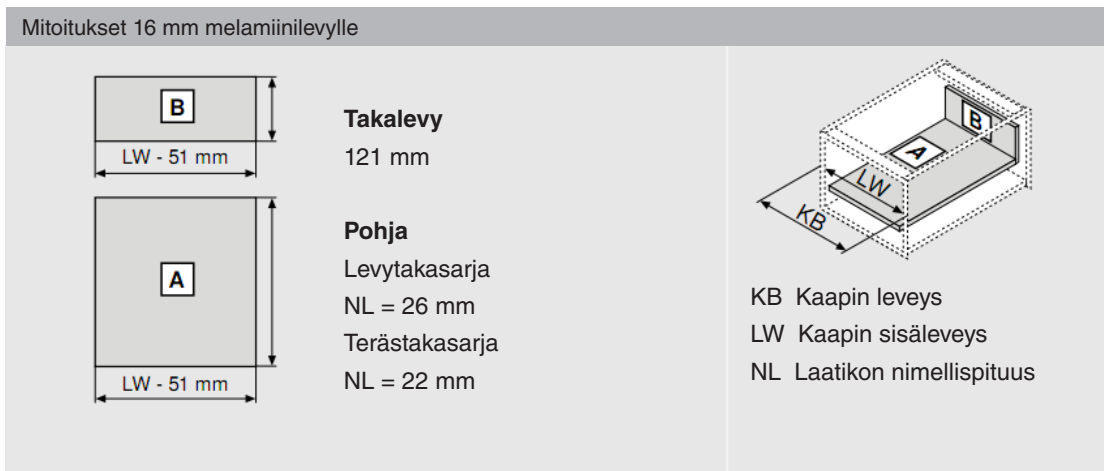 Mitoitukset 16 mm melamiinilevylle
B
LW - 51 mm
Takalevy
121 mm
A
LW - 51 mm
Pohja
Levytakasarja
NL = 26 mm
Terästakasarja
NL = 22 mm
B
A
LW
KB
KB Kaapin leveys
LW Kaapin sisäleveys
NL Laatikon nimellispituus